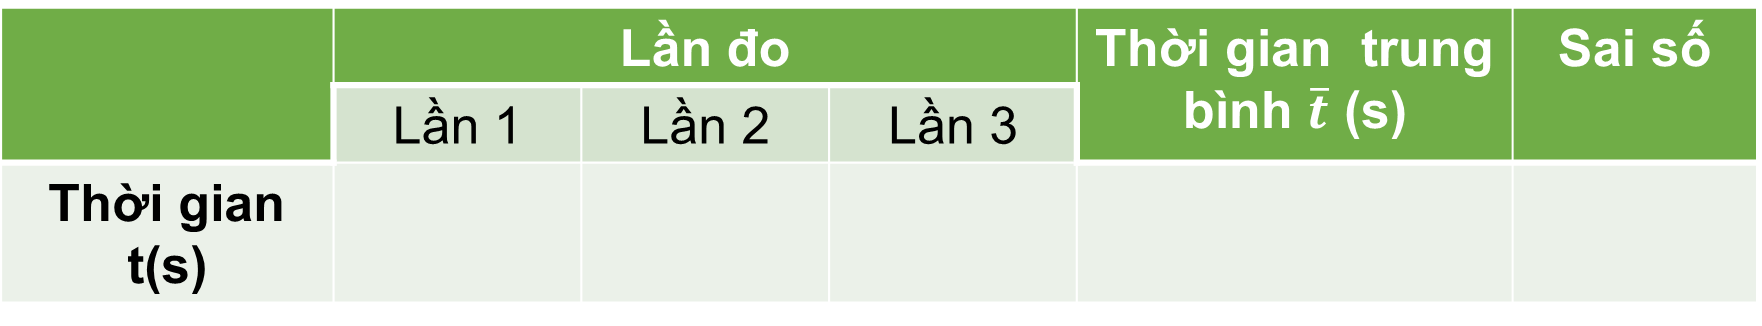 Lần đo
Thời gian trung
bình t̄ (s)
Sai số
Lần 1
Lần 2
Lần 3
Thời gian
t(s)